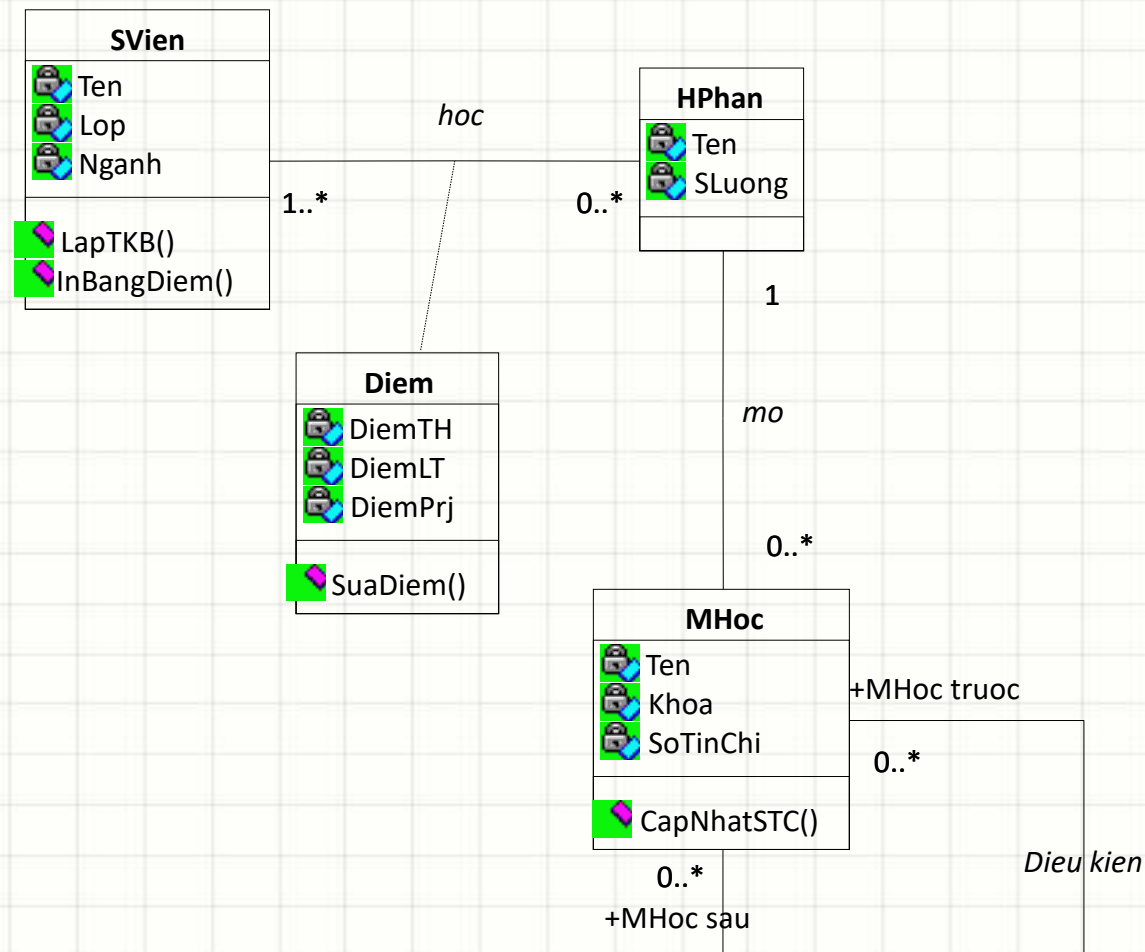 SVien
Ten
Lop
Nganh
LapTKB()
InBangDiem()
hoc
1..*
0..*
HPhan
Ten
SLuong
1
mo
0..*
Diem
DiemTH
DiemLT
DiemPrj
SuaDiem()
MHoc
Ten
Khoa
SoTinChi
CapNhatSTC()
+MHoc truoc
0..*
Dieu kien
0..*
+MHoc sau